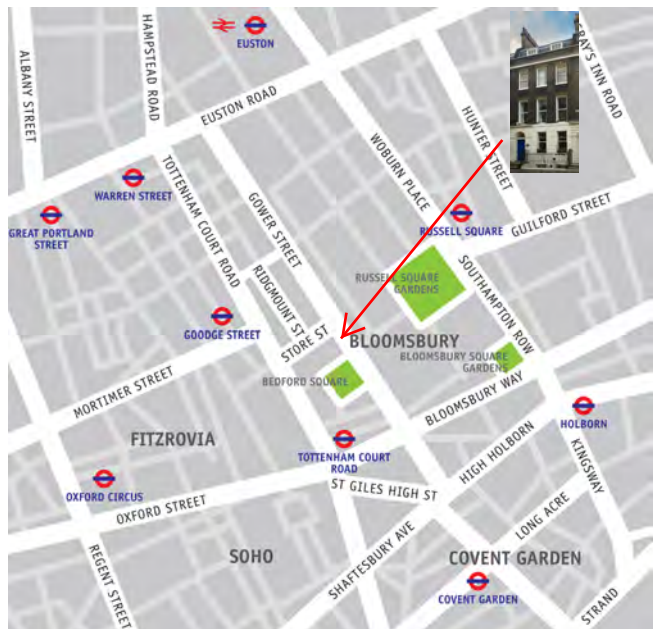 EUSTON
HAMPSTEAD
ROAD
ALBANY STREET
EUSTON ROAD
GRAY'S INN ROAD
HUNTER STREET
WOBURN PLACE
WARREN STREET
TOTTENHAM COURT ROAD
GOWER STREET
GREAT PORTLAND
STREET
RUSSELL SQUARE
GUILFORD STREET
RUSSELL SQUARE
GARDENS
SOUTHAMPTON ROW
RIDGMOUNT ST
GOODGE STREET
STORE ST
BLOOMSBURY
BLOOMSBURY SQUARE
GARDENS
BEDFORD SQUARE
MORTIMER STREET
BLOOMSBURY WAY
HOLBORN
FITZROVIA
TOTTENHAM COURT
ROAD
HIGH HOLBORN
KINGSWAY
OXFORD CIRCUS
OXFORD STREET
ST GILES HIGH ST
LONG ACRE
REGENT STREET
SOHO
SHAFTESBURY AVE
COVENT GARDEN
COVENT GARDEN
STRAND